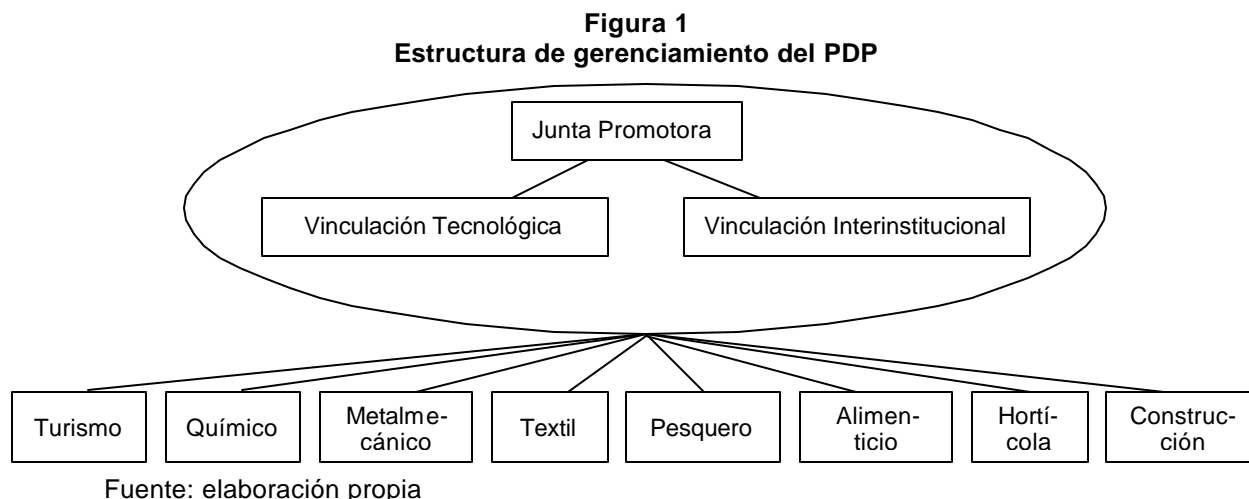 Figura 1
Estructura de gerenciamiento del PDP
Junta Promotora
Vinculación Tecnológica
Vinculación Interinstitucional
Turismo
Químico
Metalme-
cánico
Textil
Pesquero
Alimen-
ticio
Hortí-
cola
Construc-
ción
Fuente: elaboración propia